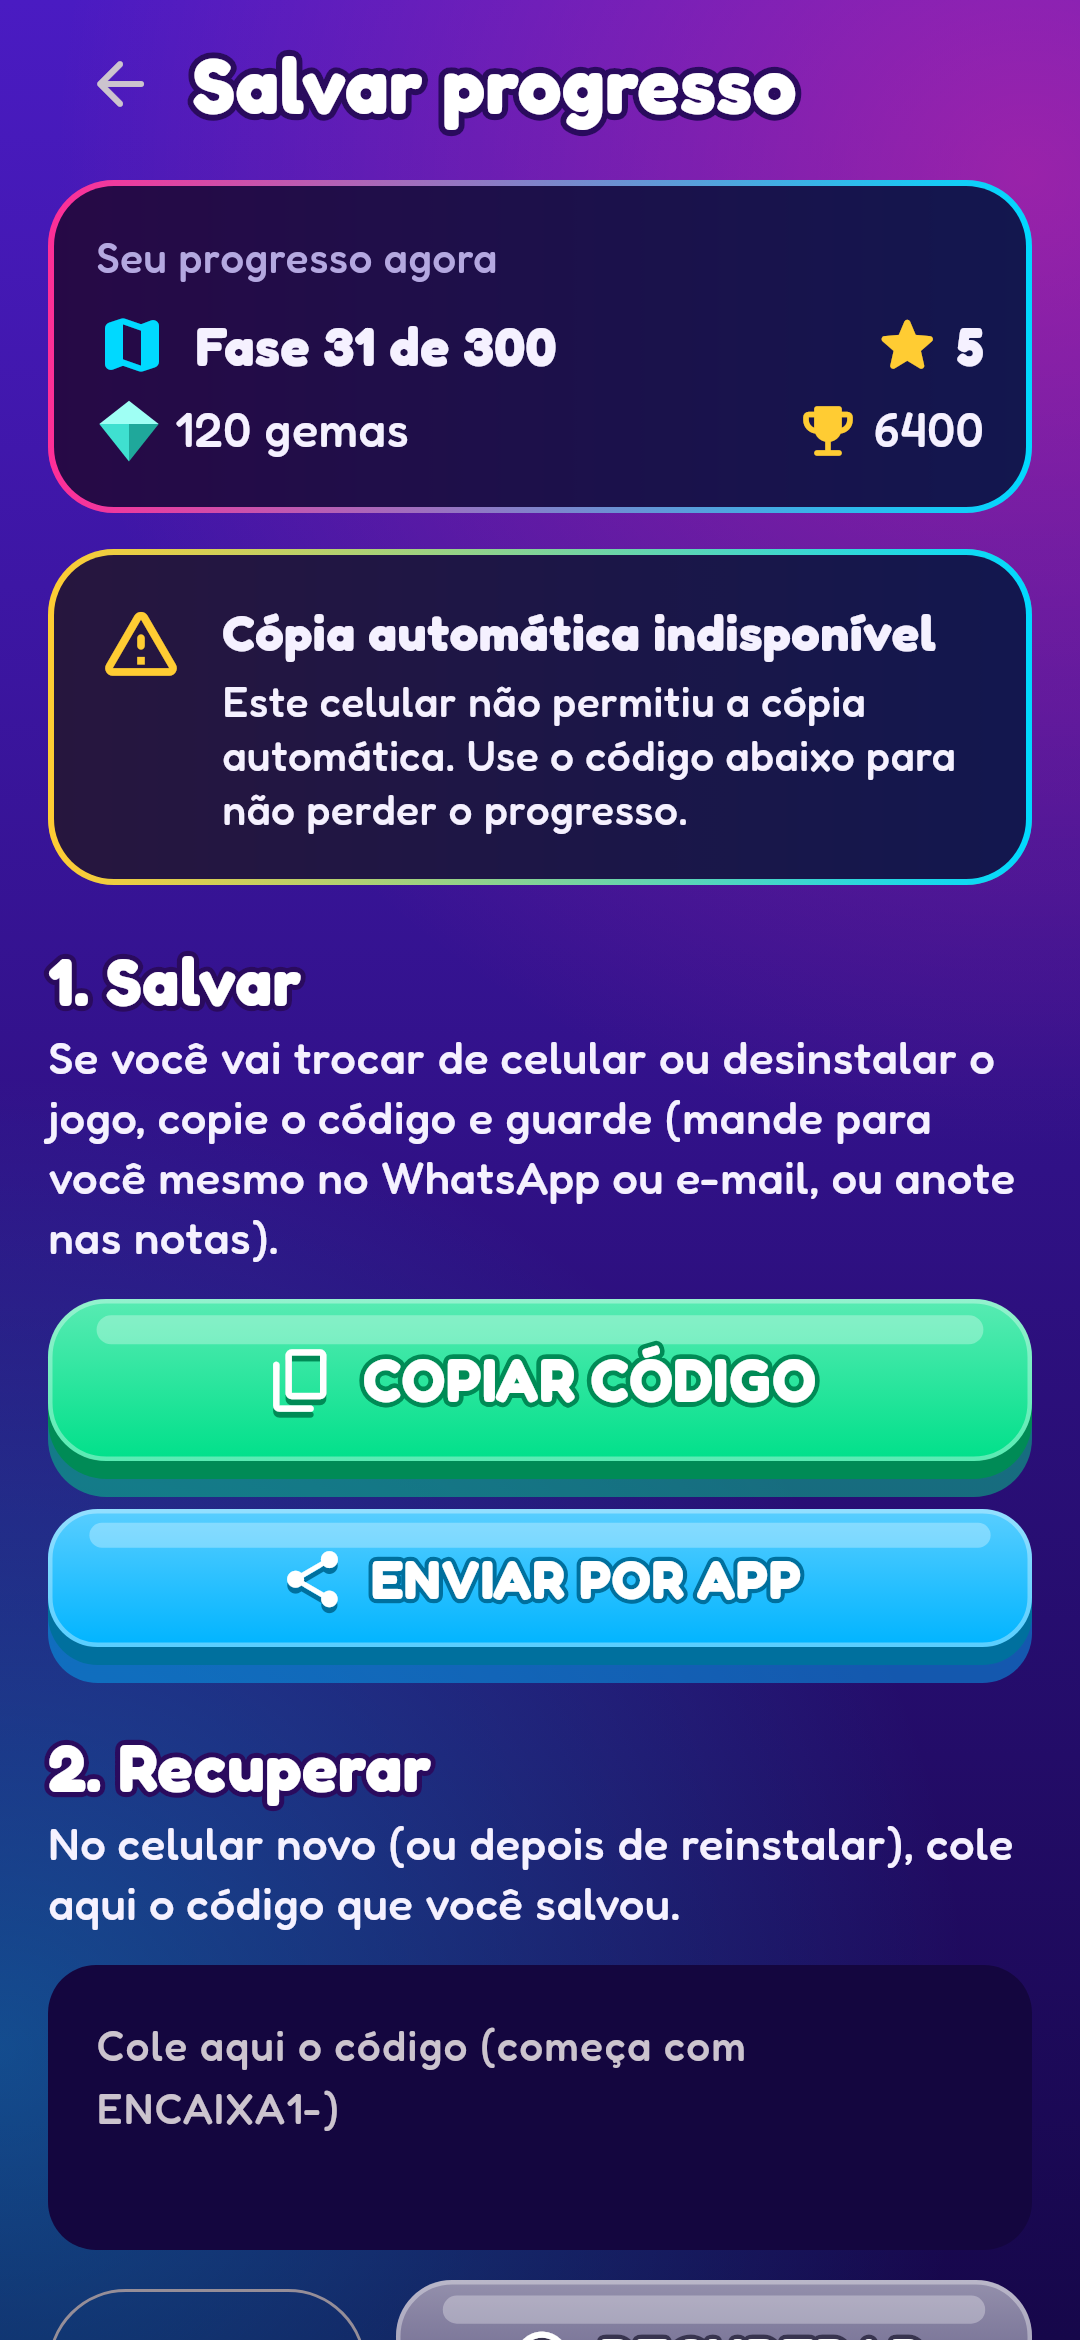 Salvar progresso
Seu progresso agora
Fase 31 de 300
5
120 gemas
6400
Cópia automática indisponível
Este celular não permitiu a cópia
automática. Use o código abaixo para
não perder o progresso.
1. Salvar
Se você vai trocar de celular ou desinstalar o
jogo, copie o código e guarde (mande para
você mesmo no WhatsApp ou e-mail, ou anote
nas notas).
COPIAR CÓDIGO
ENVIAR POR APP
2. Recuperar
No celular novo (ou depois de reinstalar), cole
aqui o código que você salvou.
Cole aqui o código (começa com
ENCAIXA1-)